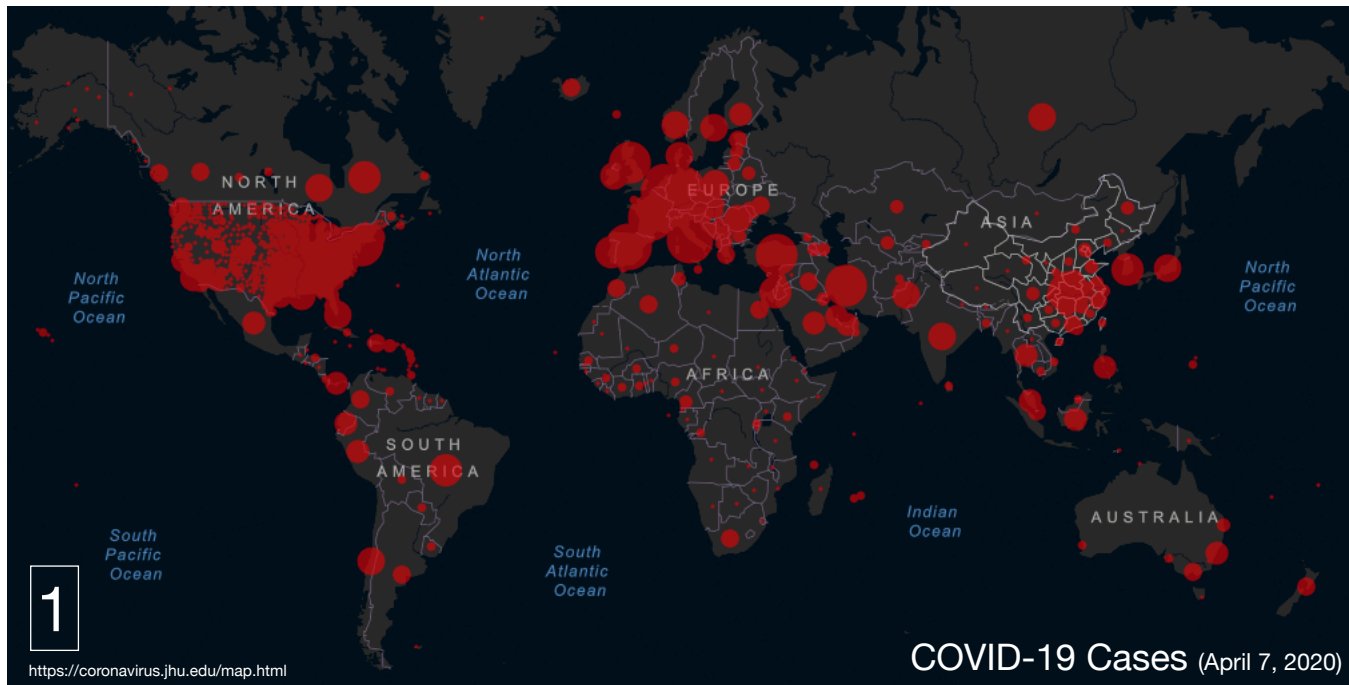 NORTH
AMERICA
EUROPE
ASIA
North
Pacific
Ocean
North
Atlantic
Ocean
North
Pacific
Ocean
AFRICA
SOUTH
AMERICA
Indian
Ocean
AUSTRALIA
South
Pacific
Ocean
South
Atlantic
Ocean
1
https://coronavirus.jhu.edu/map.html
COVID-19 Cases (April 7, 2020)